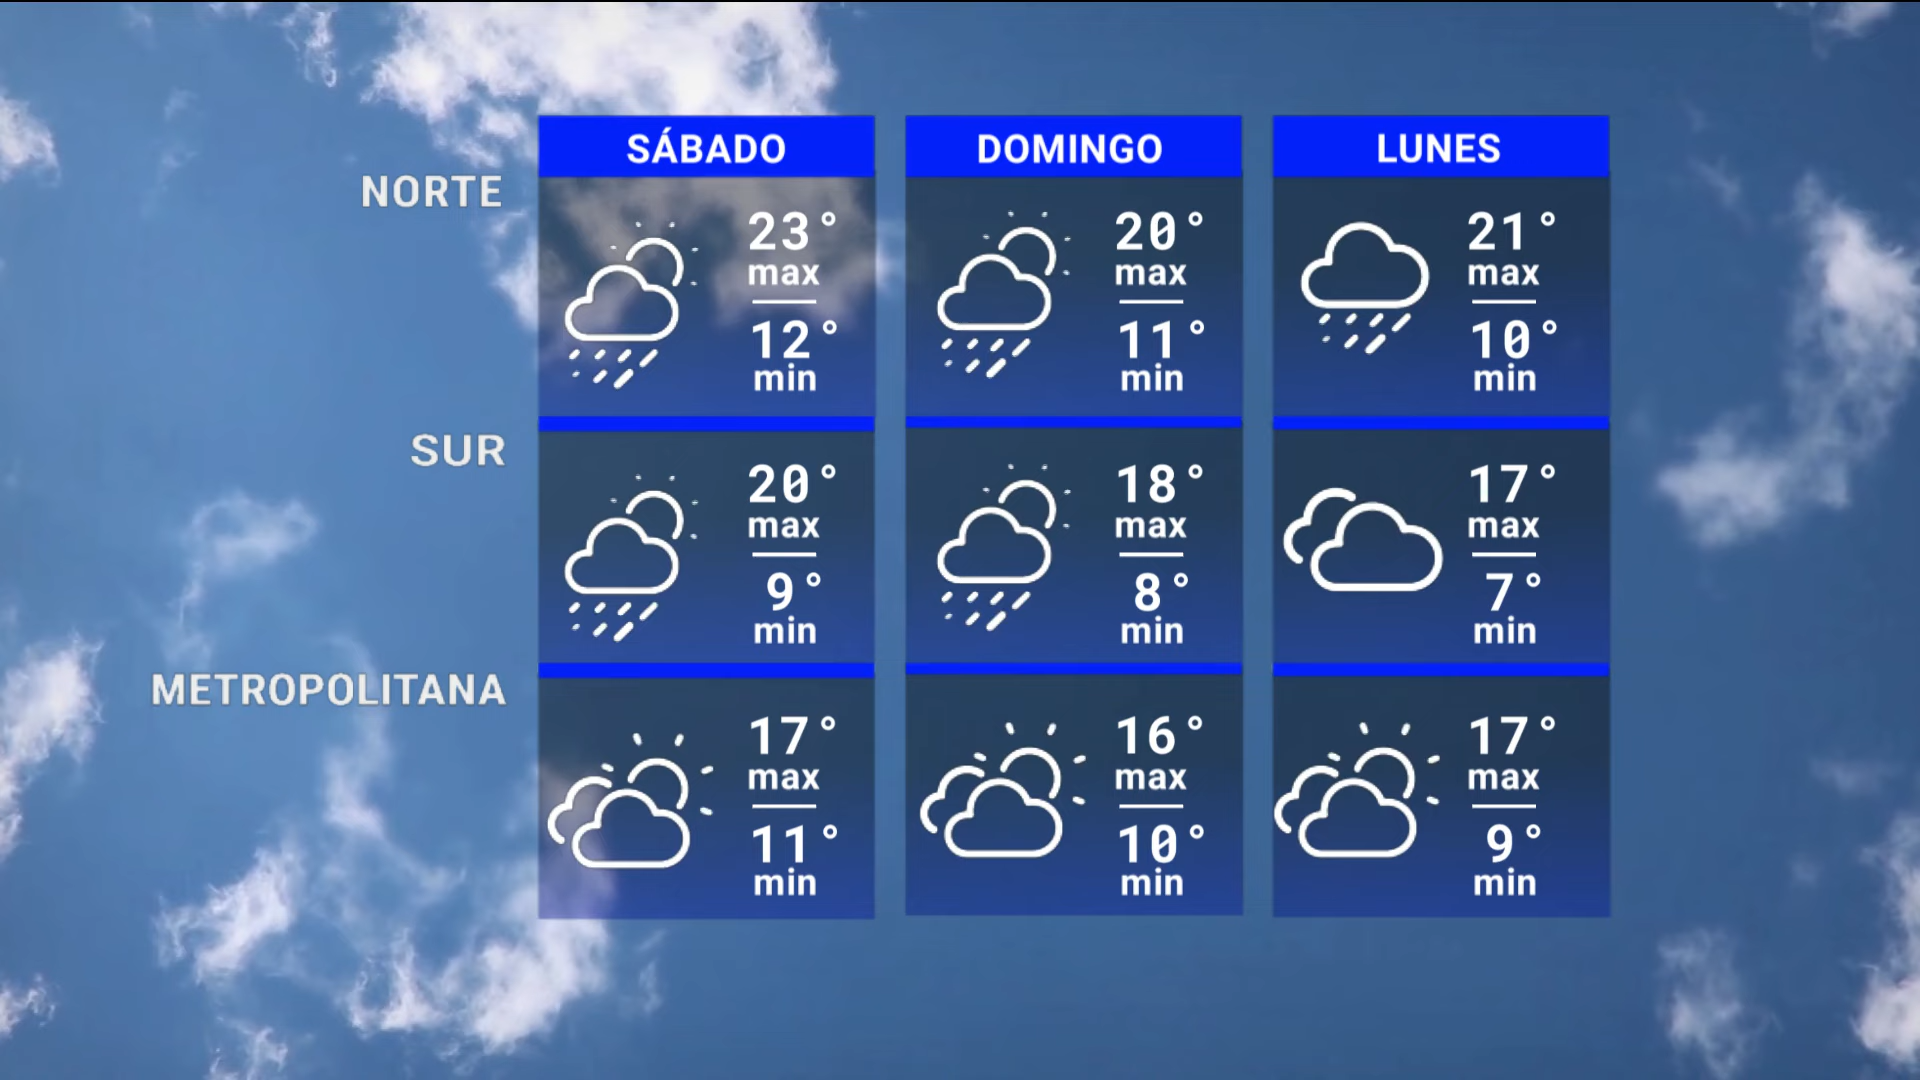 SÁBADO
DOMINGO
LUNES
NORTE
23° max
12° min
20° max
11° min
21° max
10° min
SUR
20° max
9° min
18° max
8° min
17° max
7° min
METROPOLITANA
17° max
11° min
16° max
10° min
17° max
9° min